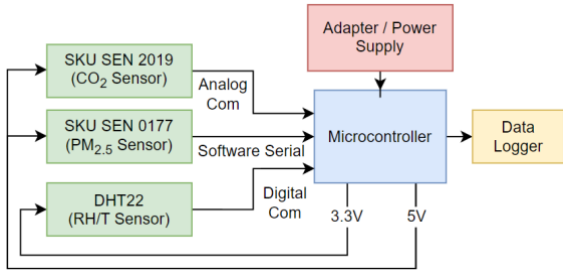 Adapter / Power
Supply
SKU SEN 2019
(CO₂ Sensor)
Analog
Com
SKU SEN 0177
(PM₂.₅ Sensor)
Software Serial
Microcontroller
Data
Logger
DHT22
(RH/T Sensor)
Digital
Com
3.3V
5V